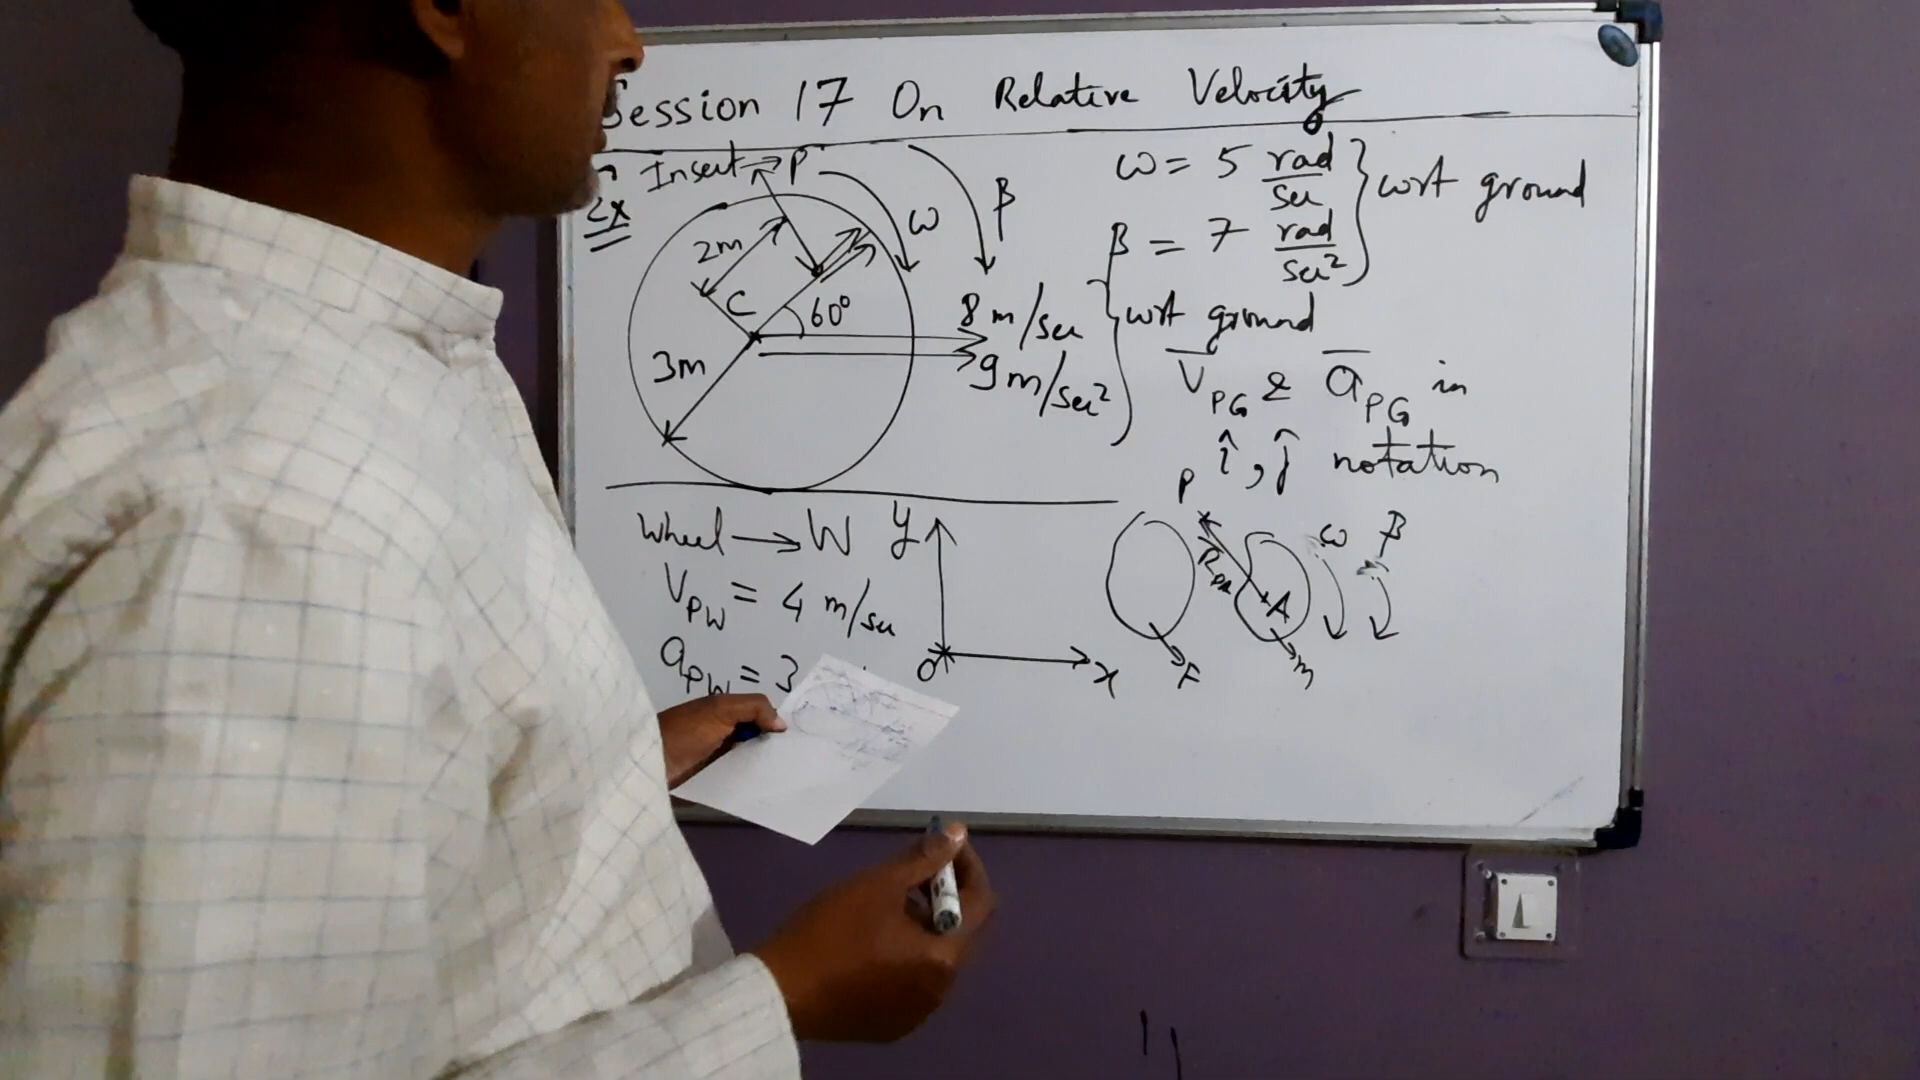 Session 17 On Relative Velocity
Ex
Insect → P
ω
β
2m
C
60°
3m
8 m/sec
9 m/sec²
} wrt ground
ω = 5 rad/sec
β = 7 rad/sec²
} wrt ground
V̅PG & a̅PG in
î, ĵ notation
Wheel → W
VPW = 4 m/sec
aPW = 3
y
O
x
P
RPA
A
ω
β
F
m